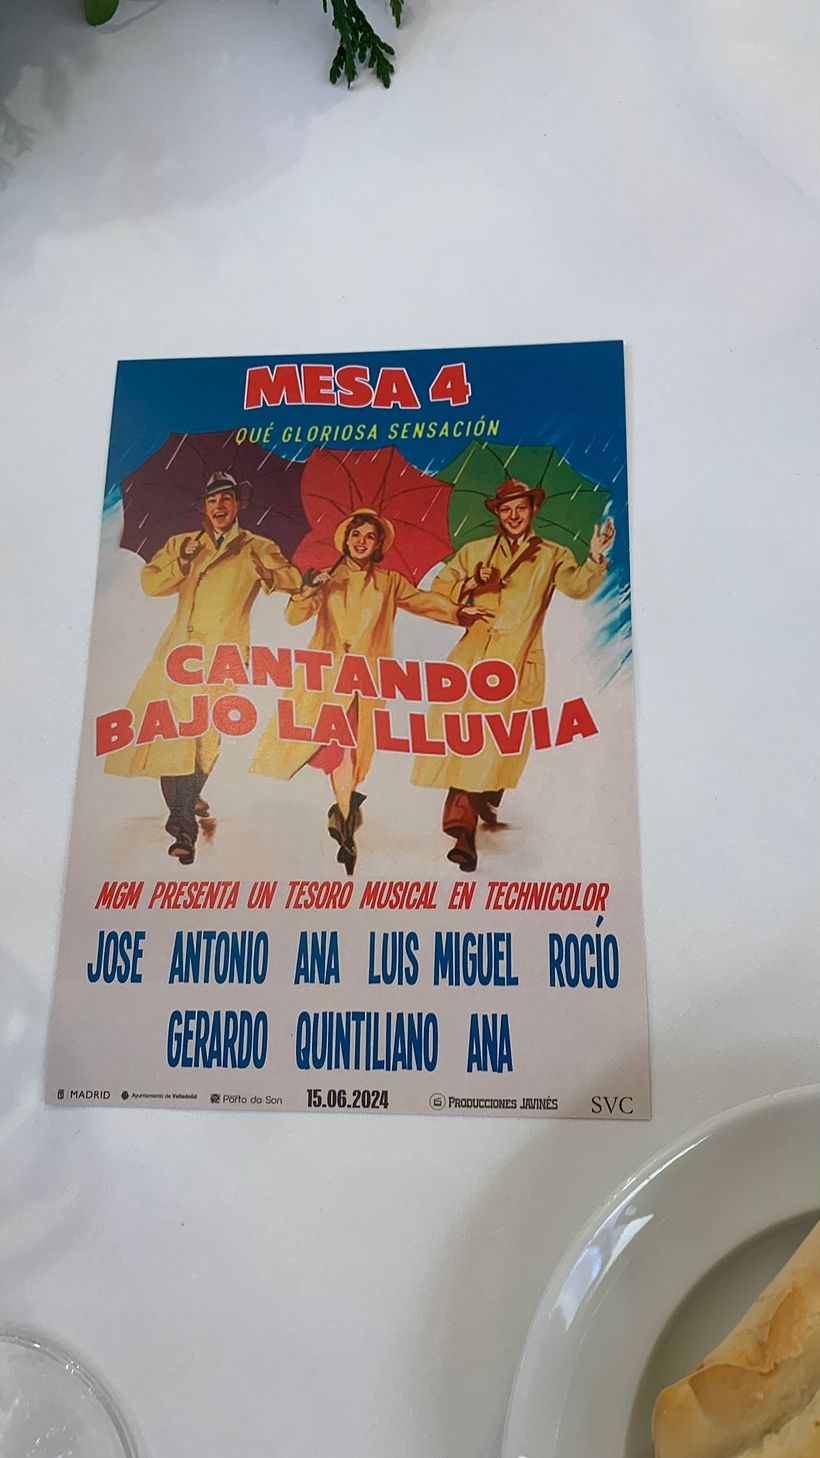 MESA 4
QUÉ GLORIOSA SENSACIÓN
CANTANDO
BAJO LA LLUVIA
MGM PRESENTA UN TESORO MUSICAL EN TECHNICOLOR
JOSE ANTONIO ANA LUIS MIGUEL ROCÍO
GERARDO QUINTILIANO ANA
MADRID Ayuntamiento de Valladolid Porto do Son 15.06.2024 PRODUCCIONES JAVINÉS SVC